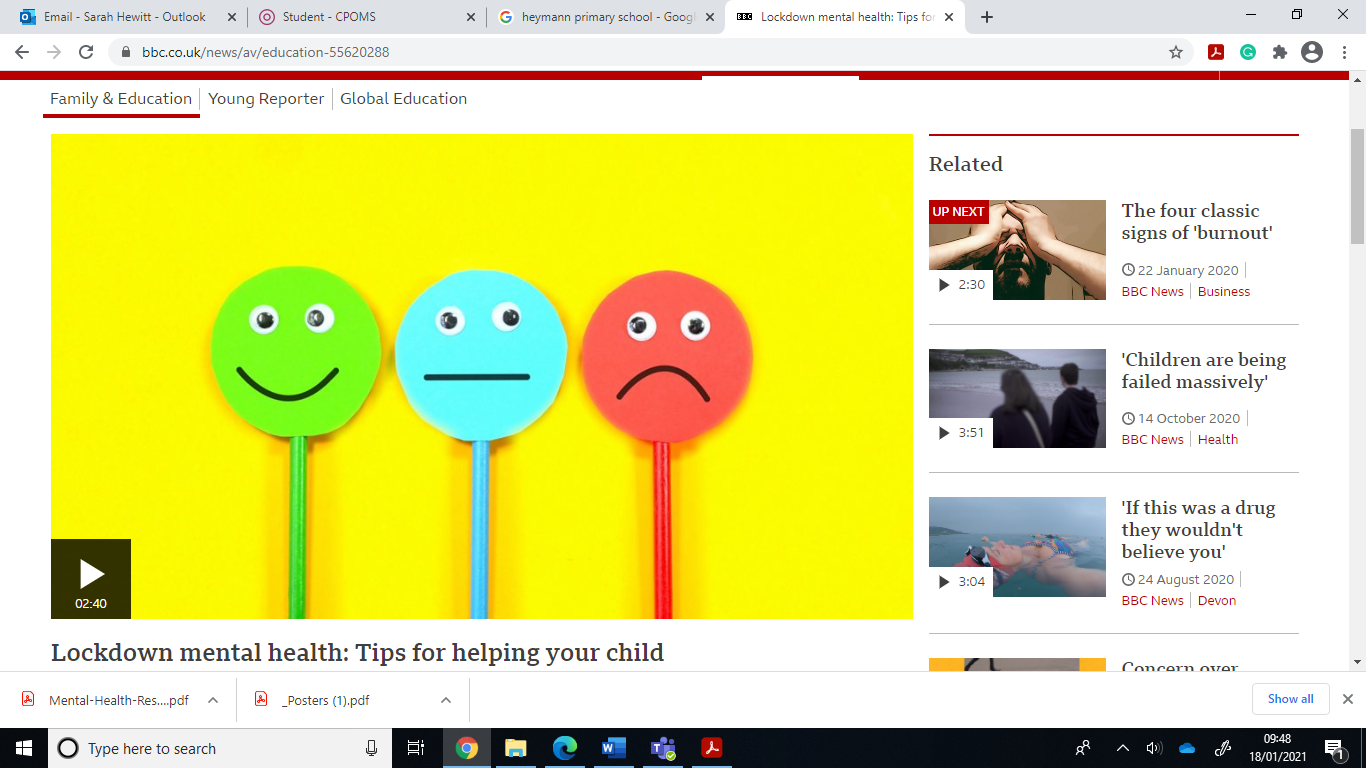 Email - Sarah Hewitt - Outlook
Student - CPOMS
heymann primary school - Googl
BBC
Lockdown mental health: Tips for
bbc.co.uk/news/av/education-55620288
Family & Education
Young Reporter
Global Education
02:40
Lockdown mental health: Tips for helping your child
Related
UP NEXT
2:30
The four classic
signs of 'burnout'
22 January 2020
BBC News
Business
3:51
'Children are being
failed massively'
14 October 2020
BBC News
Health
3:04
'If this was a drug
they wouldn't
believe you'
24 August 2020
BBC News
Devon
Concern over
Mental-Health-Res....pdf
_Posters (1).pdf
Show all
Type here to search
09:48
18/01/2021
1